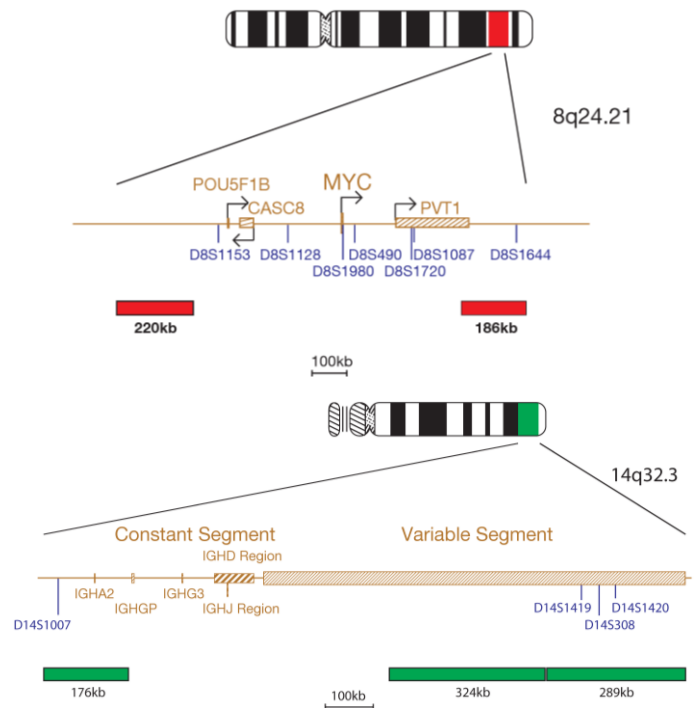 8q24.21
MYC
POU5F1B
CASC8
PVT1
D8S1153
D8S1128
D8S490
D8S1087
D8S1644
D8S1980
D8S1720
220kb
186kb
100kb
14q32.3
Constant Segment
Variable Segment
IGHD Region
IGHA2
IGHG3
IGHGP
IGHJ Region
D14S1007
D14S1419
D14S1420
D14S308
176kb
100kb
324kb
289kb